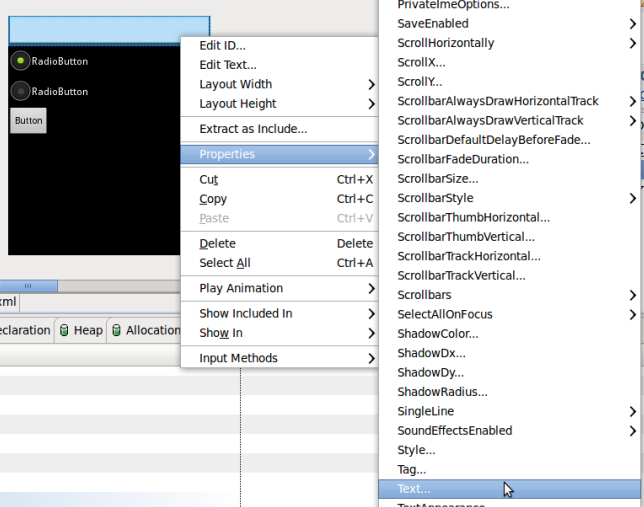 RadioButton
RadioButton
Button
xml
eclaration
Heap
Allocation
Edit ID...
Edit Text...
Layout Width
Layout Height
Extract as Include...
Properties
Cut Ctrl+X
Copy Ctrl+C
Paste Ctrl+V
Delete Delete
Select All Ctrl+A
Play Animation
Show Included In
Show In
Input Methods
PrivateImeOptions...
SaveEnabled
ScrollHorizontally
ScrollX...
ScrollY...
ScrollbarAlwaysDrawHorizontalTrack
ScrollbarAlwaysDrawVerticalTrack
ScrollbarDefaultDelayBeforeFade...
ScrollbarFadeDuration...
ScrollbarSize...
ScrollbarStyle
ScrollbarThumbHorizontal...
ScrollbarThumbVertical...
ScrollbarTrackHorizontal...
ScrollbarTrackVertical...
Scrollbars
SelectAllOnFocus
ShadowColor...
ShadowDx...
ShadowDy...
ShadowRadius...
SingleLine
SoundEffectsEnabled
Style...
Tag...
Text...
TextAppearance